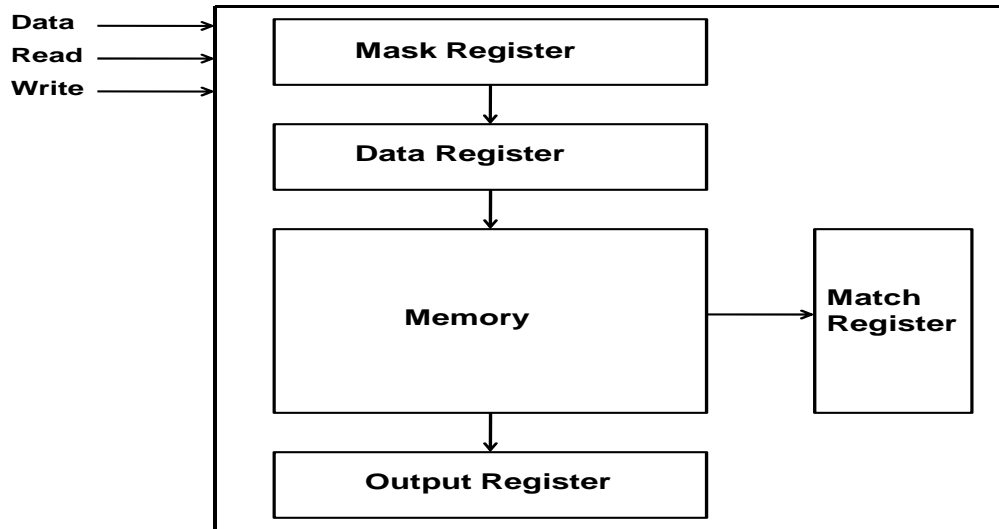 Data
Read
Write
Mask Register
Data Register
Memory
Match
Register
Output Register